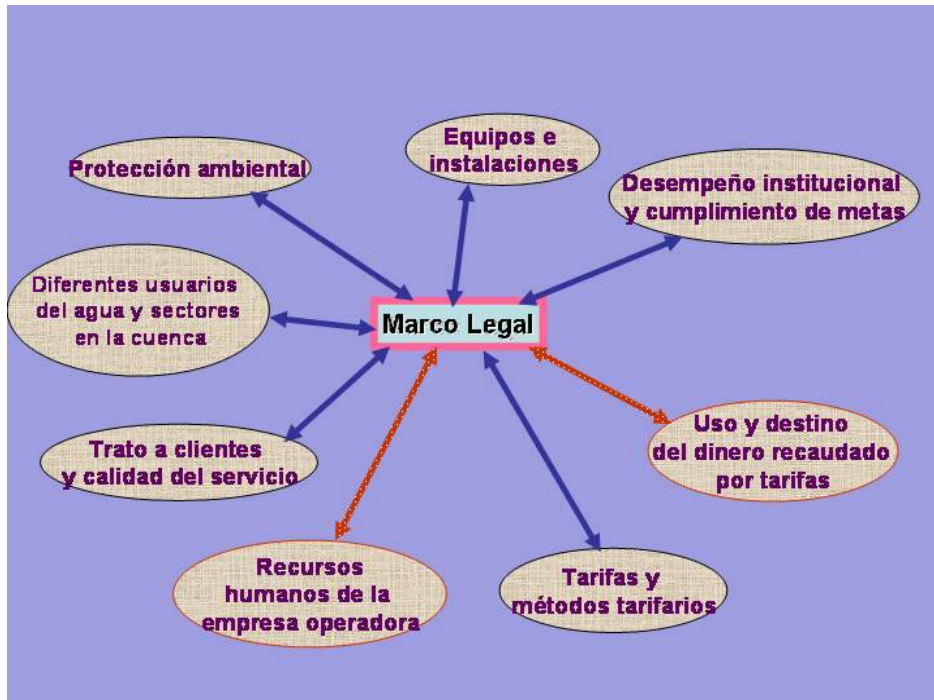 Equipos e
instalaciones
Protección ambiental
Desempeño institucional
y cumplimiento de metas
Diferentes usuarios
del agua y sectores
en la cuenca
Marco Legal
Trato a clientes
y calidad del servicio
Uso y destino
del dinero recaudado
por tarifas
Recursos
humanos de la
empresa operadora
Tarifas y
métodos tarifarios